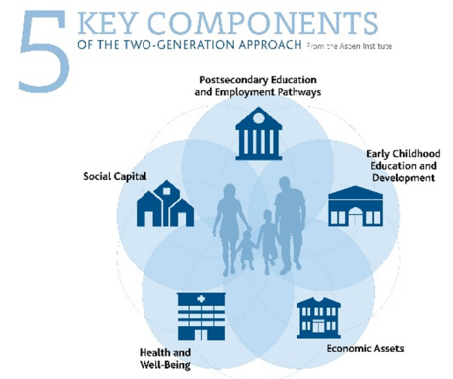 5 KEY COMPONENTS
OF THE TWO-GENERATION APPROACH From the Aspen Institute
Postsecondary Education
and Employment Pathways
Early Childhood
Education and
Development
Social Capital
Health and
Well-Being
Economic Assets